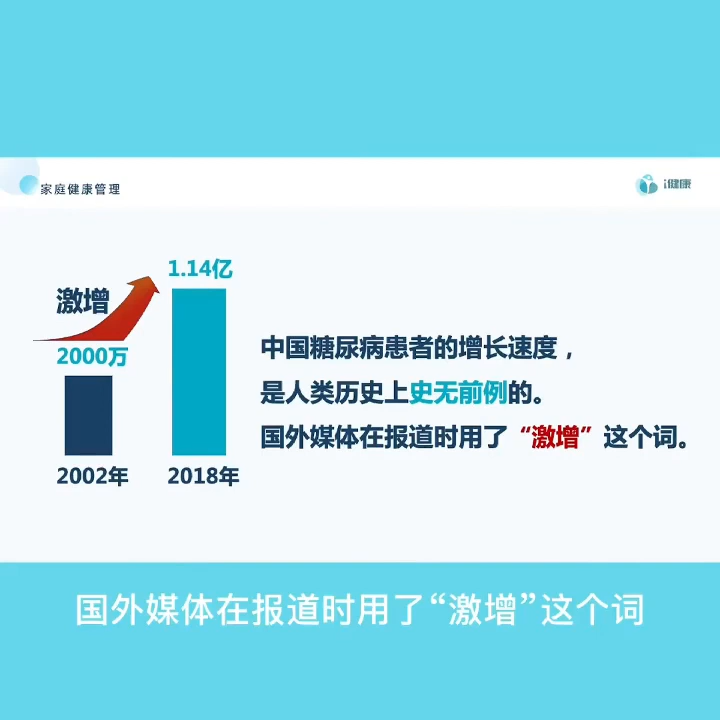 家庭健康管理
i健康
激增
1.14亿
2000万
2002年
2018年
中国糖尿病患者的增长速度，
是人类历史上史无前例的。
国外媒体在报道时用了“激增”这个词。
国外媒体在报道时用了“激增”这个词